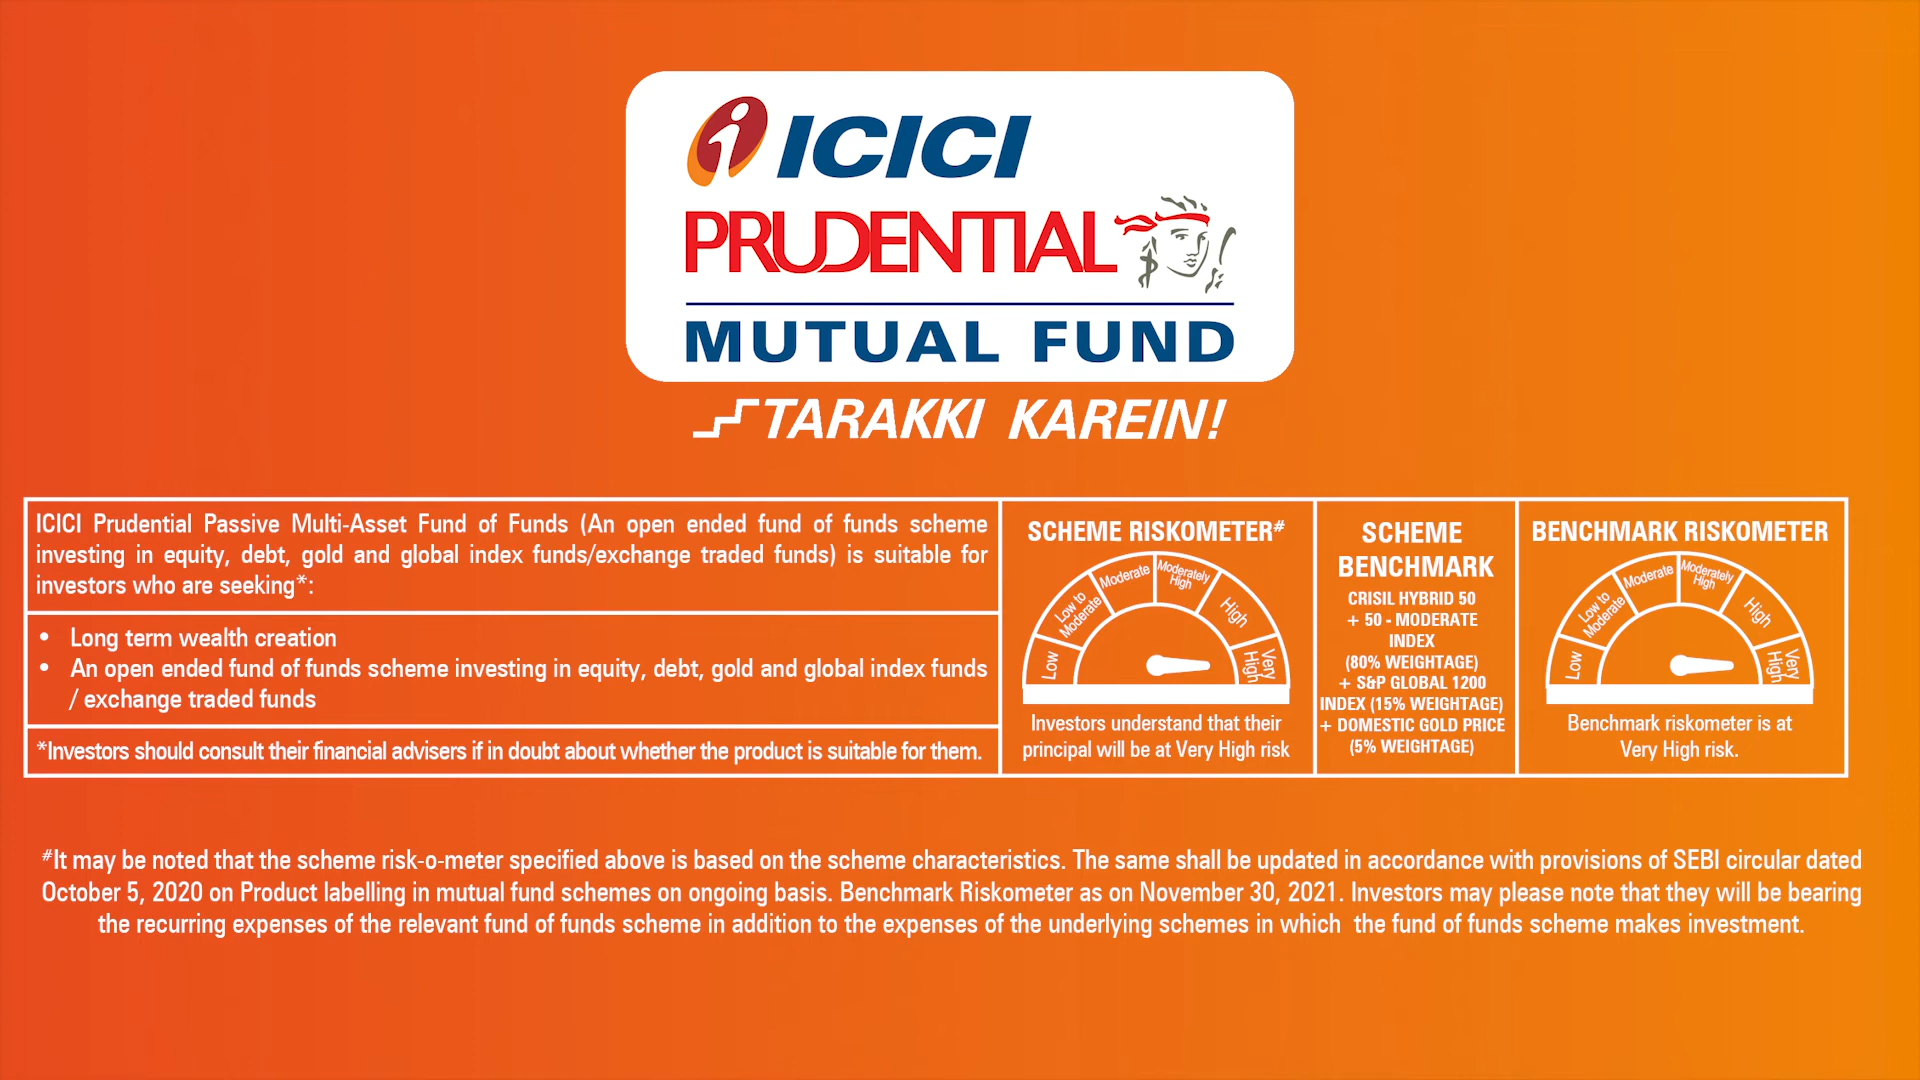 ICICI
PRUDENTIAL
MUTUAL FUND
TARAKKI KAREIN!
ICICI Prudential Passive Multi-Asset Fund of Funds (An open ended fund of funds scheme
investing in equity, debt, gold and global index funds/exchange traded funds) is suitable for
investors who are seeking*:
• Long term wealth creation
• An open ended fund of funds scheme investing in equity, debt, gold and global index funds
/ exchange traded funds
*Investors should consult their financial advisers if in doubt about whether the product is suitable for them.
SCHEME RISKOMETER#
Low
Low to
Moderate
Moderate
Moderately
High
High
Very
High
Investors understand that their
principal will be at Very High risk
SCHEME
BENCHMARK
CRISIL HYBRID 50
+ 50 - MODERATE
INDEX
(80% WEIGHTAGE)
+ S&P GLOBAL 1200
INDEX (15% WEIGHTAGE)
+ DOMESTIC GOLD PRICE
(5% WEIGHTAGE)
BENCHMARK RISKOMETER
Low
Low to
Moderate
Moderate
Moderately
High
High
Very
High
Benchmark riskometer is at
Very High risk.
#It may be noted that the scheme risk-o-meter specified above is based on the scheme characteristics. The same shall be updated in accordance with provisions of SEBI circular dated
October 5, 2020 on Product labelling in mutual fund schemes on ongoing basis. Benchmark Riskometer as on November 30, 2021. Investors may please note that they will be bearing
the recurring expenses of the relevant fund of funds scheme in addition to the expenses of the underlying schemes in which the fund of funds scheme makes investment.